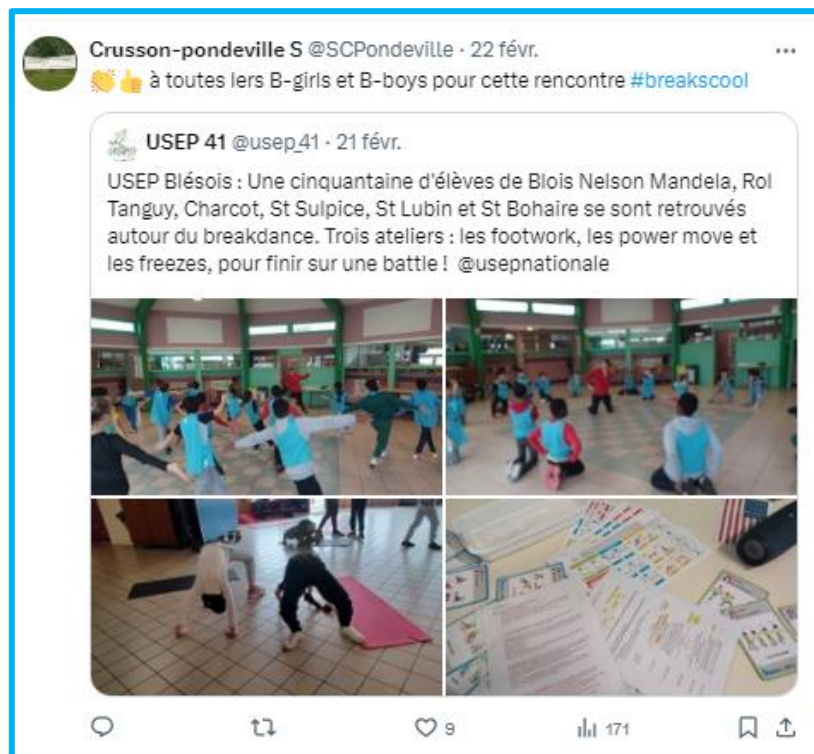 Crusson-pondeville S @SCPondeville · 22 févr.
👏👍 à toutes lers B-girls et B-boys pour cette rencontre #breakscool
USEP 41 @usep_41 · 21 févr.
USEP Blésois : Une cinquantaine d'élèves de Blois Nelson Mandela, Rol
Tanguy, Charcot, St Sulpice, St Lubin et St Bohaire se sont retrouvés
autour du breakdance. Trois ateliers : les footwork, les power move et
les freezes, pour finir sur une battle ! @usepnationale
9
171